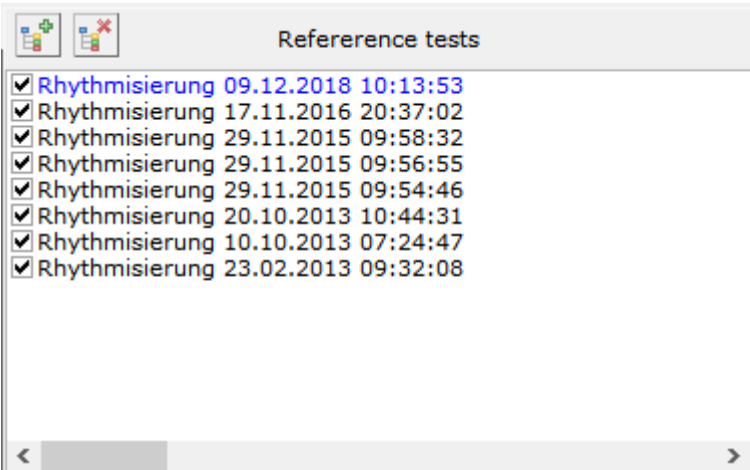 Refererence tests
Rhythmisierung 09.12.2018 10:13:53
Rhythmisierung 17.11.2016 20:37:02
Rhythmisierung 29.11.2015 09:58:32
Rhythmisierung 29.11.2015 09:56:55
Rhythmisierung 29.11.2015 09:54:46
Rhythmisierung 20.10.2013 10:44:31
Rhythmisierung 10.10.2013 07:24:47
Rhythmisierung 23.02.2013 09:32:08